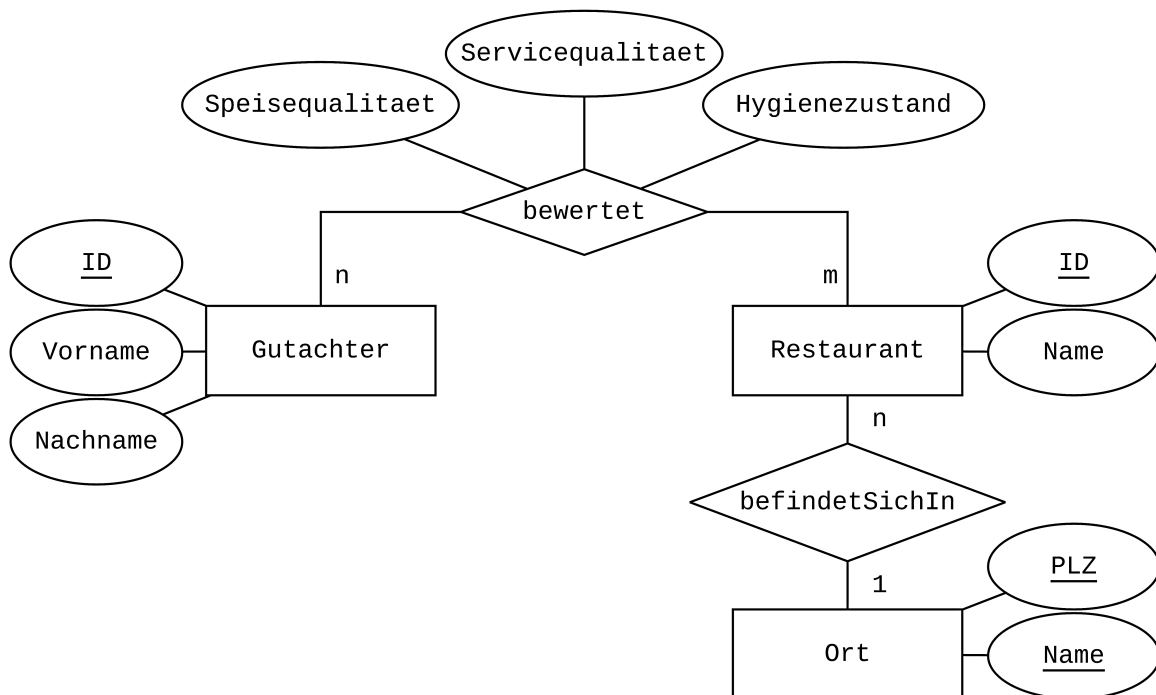 Servicequalitaet
Speisequalitaet
Hygienezustand
bewertet
ID
n
m
ID
Vorname
Gutachter
Restaurant
Name
Nachname
n
befindetSichIn
PLZ
1
Ort
Name